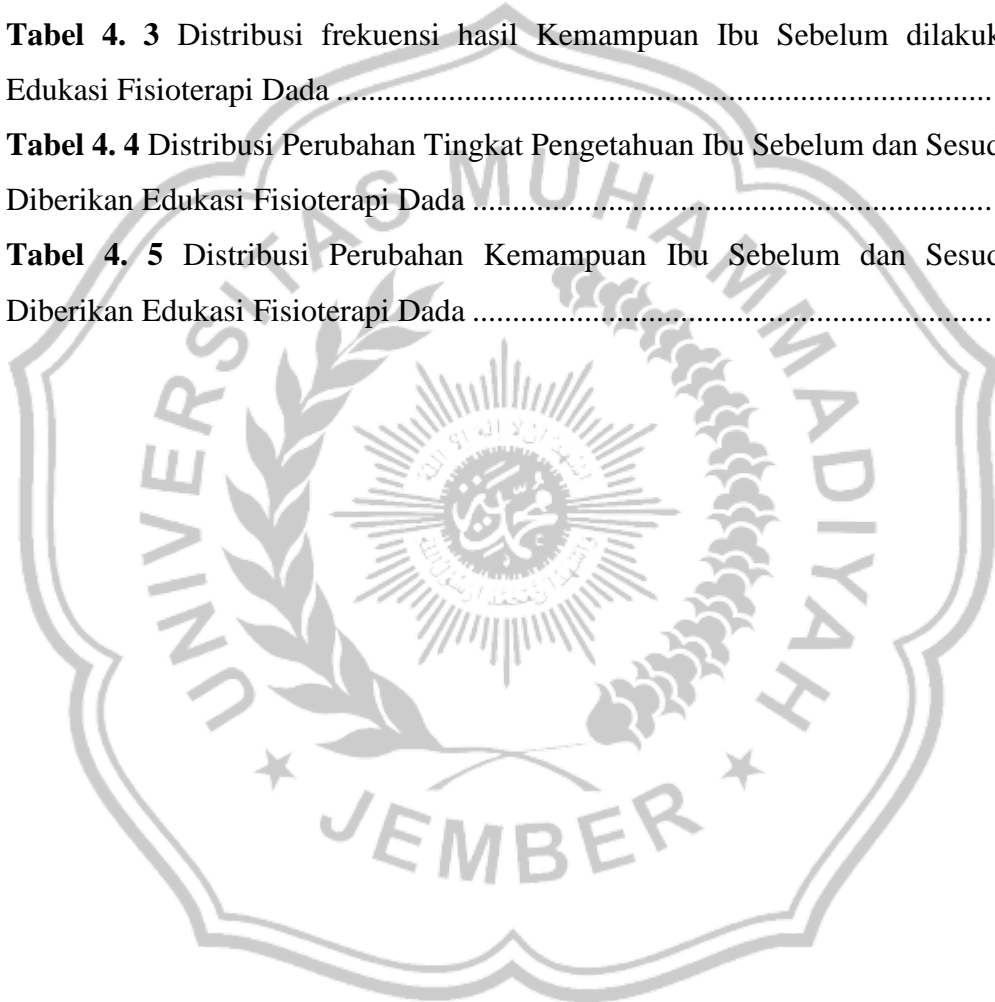 Tabel 4. 3 Distribusi frekuensi hasil Kemampuan Ibu Sebelum dilakuk
Edukasi Fisioterapi Dada ..................................................................................
Tabel 4. 4 Distribusi Perubahan Tingkat Pengetahuan Ibu Sebelum dan Sesud
Diberikan Edukasi Fisioterapi Dada .................................................................
Tabel 4. 5 Distribusi Perubahan Kemampuan Ibu Sebelum dan Sesud
Diberikan Edukasi Fisioterapi Dada .................................................................
UNIVERSITAS MUHAMMADIYAH
JEMBER